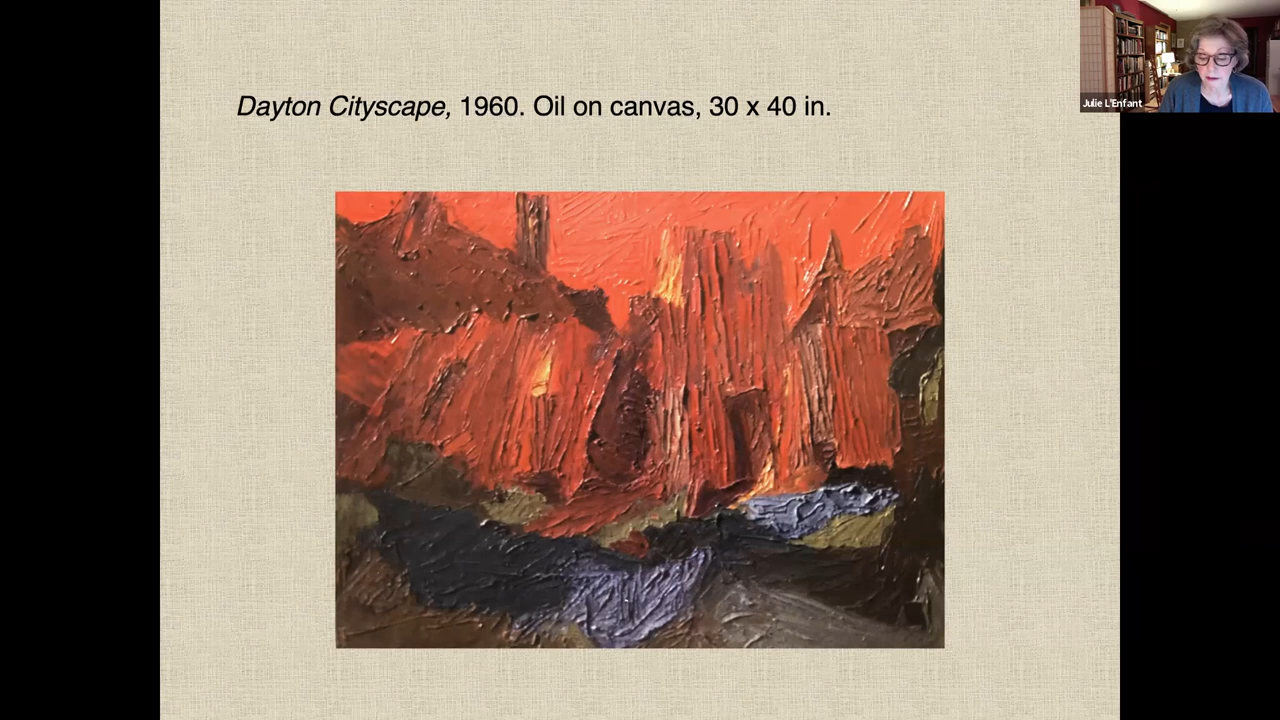 Dayton Cityscape, 1960. Oil on canvas, 30 x 40 in.
Julie L'Enfant